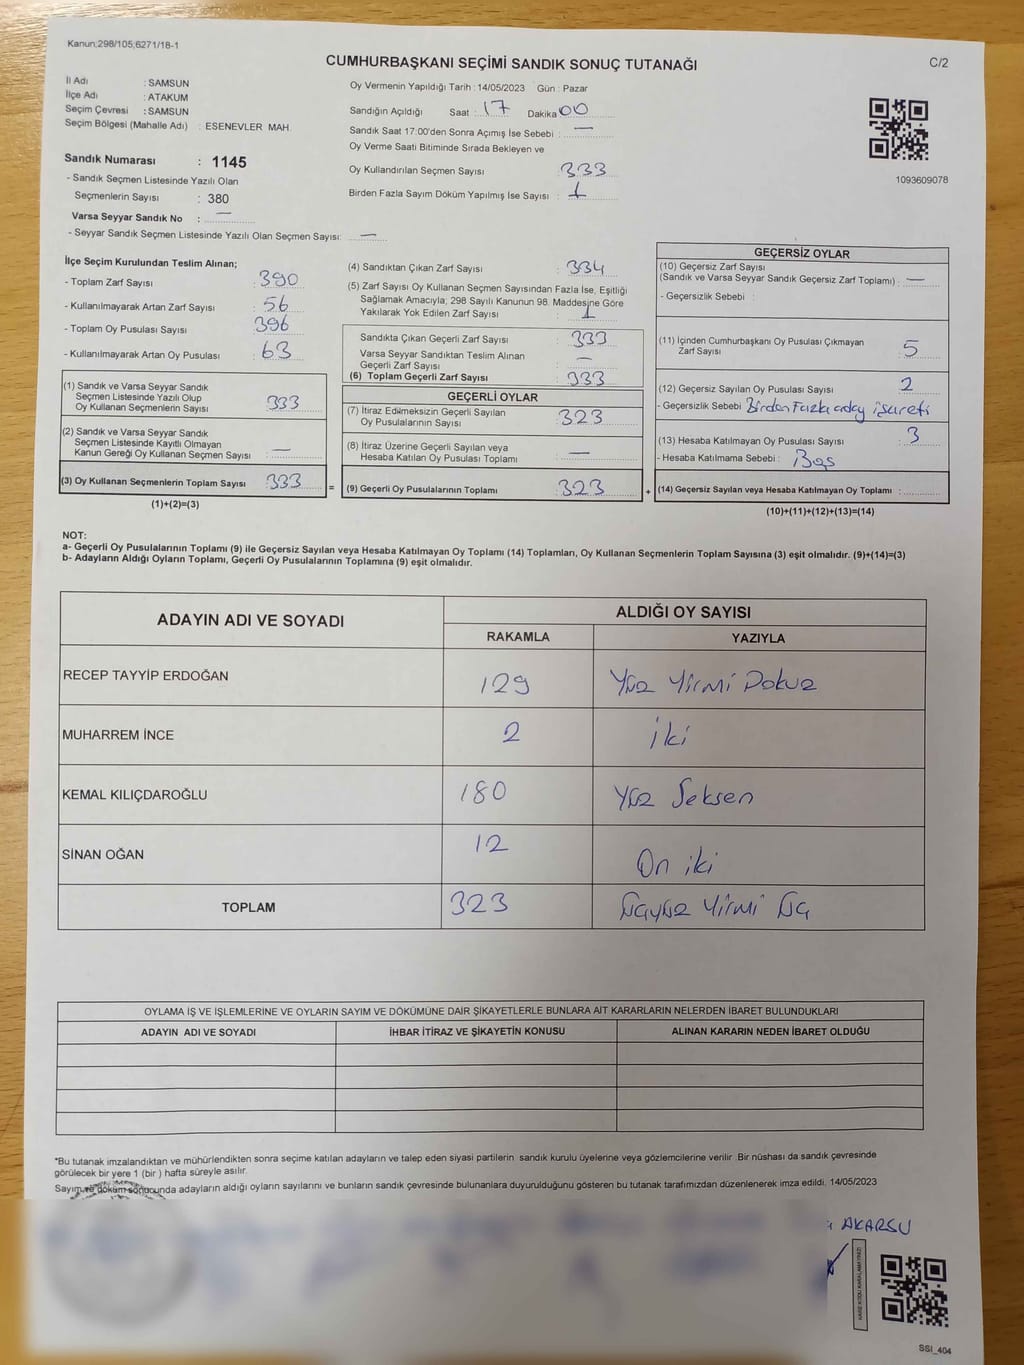 Kanun;298/105;6271/18-1
CUMHURBAŞKANI SEÇİMİ SANDIK SONUÇ TUTANAĞI
C/2
İl Adı : SAMSUN
İlçe Adı : ATAKUM
Seçim Çevresi : SAMSUN
Seçim Bölgesi (Mahalle Adı) : ESENEVLER MAH.
Sandık Numarası : 1145
- Sandık Seçmen Listesinde Yazılı Olan
Seçmenlerin Sayısı : 380
Varsa Seyyar Sandık No : —
- Seyyar Sandık Seçmen Listesinde Yazılı Olan Seçmen Sayısı: —
Oy Vermenin Yapıldığı Tarih : 14/05/2023 Gün : Pazar
Sandığın Açıldığı Saat : 17 Dakika 00
Sandık Saat 17:00'den Sonra Açımış İse Sebebi : —
Oy Verme Saati Bitiminde Sırada Bekleyen ve
Oy Kullandırılan Seçmen Sayısı : 333
Birden Fazla Sayım Döküm Yapılmış İse Sayısı : 1
1093609078
İlçe Seçim Kurulundan Teslim Alınan;
- Toplam Zarf Sayısı : 390
- Kullanılmayarak Artan Zarf Sayısı : 56
- Toplam Oy Pusulası Sayısı : 396
- Kullanılmayarak Artan Oy Pusulası : 63
(1) Sandık ve Varsa Seyyar Sandık
Seçmen Listesinde Yazılı Olup
Oy Kullanan Seçmenlerin Sayısı : 333
(2) Sandık ve Varsa Seyyar Sandık
Seçmen Listesinde Kayıtlı Olmayan
Kanun Gereği Oy Kullanan Seçmen Sayısı : —
(3) Oy Kullanan Seçmenlerin Toplam Sayısı : 333
(1)+(2)=(3)
=
(4) Sandıktan Çıkan Zarf Sayısı : 334
(5) Zarf Sayısı Oy Kullanan Seçmen Sayısından Fazla İse, Eşitliği
Sağlamak Amacıyla, 298 Sayılı Kanunun 98. Maddesine Göre
Yakılarak Yok Edilen Zarf Sayısı : 1
Sandıkta Çıkan Geçerli Zarf Sayısı : 333
Varsa Seyyar Sandıktan Teslim Alınan
Geçerli Zarf Sayısı : —
(6) Toplam Geçerli Zarf Sayısı : 333
GEÇERLİ OYLAR
(7) İtiraz Edilmeksizin Geçerli Sayılan
Oy Pusulalarının Sayısı : 323
(8) İtiraz Üzerine Geçerli Sayılan veya
Hesaba Katılan Oy Pusulası Toplamı : —
(9) Geçerli Oy Pusulalarının Toplamı : 323
+
GEÇERSİZ OYLAR
(10) Geçersiz Zarf Sayısı
(Sandık ve Varsa Seyyar Sandık Geçersiz Zarf Toplamı) : —
- Geçersizlik Sebebi :
(11) İçinden Cumhurbaşkanı Oy Pusulası Çıkmayan
Zarf Sayısı : 5
(12) Geçersiz Sayılan Oy Pusulası Sayısı : 2
- Geçersizlik Sebebi : Birden Fazla aday işareti
(13) Hesaba Katılmayan Oy Pusulası Sayısı : 3
- Hesaba Katılmama Sebebi : Boş
(14) Geçersiz Sayılan veya Hesaba Katılmayan Oy Toplamı :
(10)+(11)+(12)+(13)=(14)
NOT:
a- Geçerli Oy Pusulalarının Toplamı (9) ile Geçersiz Sayılan veya Hesaba Katılmayan Oy Toplamı (14) Toplamları, Oy Kullanan Seçmenlerin Toplam Sayısına (3) eşit olmalıdır. (9)+(14)=(3)
b- Adayların Aldığı Oyların Toplamı, Geçerli Oy Pusulalarının Toplamına (9) eşit olmalıdır.
ADAYIN ADI VE SOYADI
ALDIĞI OY SAYISI
RAKAMLA YAZIYLA
RECEP TAYYİP ERDOĞAN 129 Yüz Yirmi Dokuz
MUHARREM İNCE 2 İki
KEMAL KILIÇDAROĞLU 180 Yüz Seksen
SİNAN OĞAN 12 On iki
TOPLAM 323 üçyüz Yirmi üç
OYLAMA İŞ VE İŞLEMLERİNE VE OYLARIN SAYIM VE DÖKÜMÜNE DAİR ŞİKAYETLERLE BUNLARA AİT KARARLARIN NELERDEN İBARET BULUNDUKLARI
ADAYIN ADI VE SOYADI İHBAR İTİRAZ VE ŞİKAYETİN KONUSU ALINAN KARARIN NEDEN İBARET OLDUĞU
*Bu tutanak imzalandıktan ve mühürlendikten sonra seçime katılan adayların ve talep eden siyasi partilerin sandık kurulu üyelerine veya gözlemcilerine verilir. Bir nüshası da sandık çevresinde
görülecek bir yere 1 (bir ) hafta süreyle asılır.
Sayım ve döküm sonucunda adayların aldığı oyların sayılarını ve bunların sandık çevresinde bulunanlara duyurulduğunu gösteren bu tutanak tarafımızdan düzenlenerek imza edildi. 14/05/2023
AKARSU
KARE KODU KARALAMAYINIZ!
SSI_404